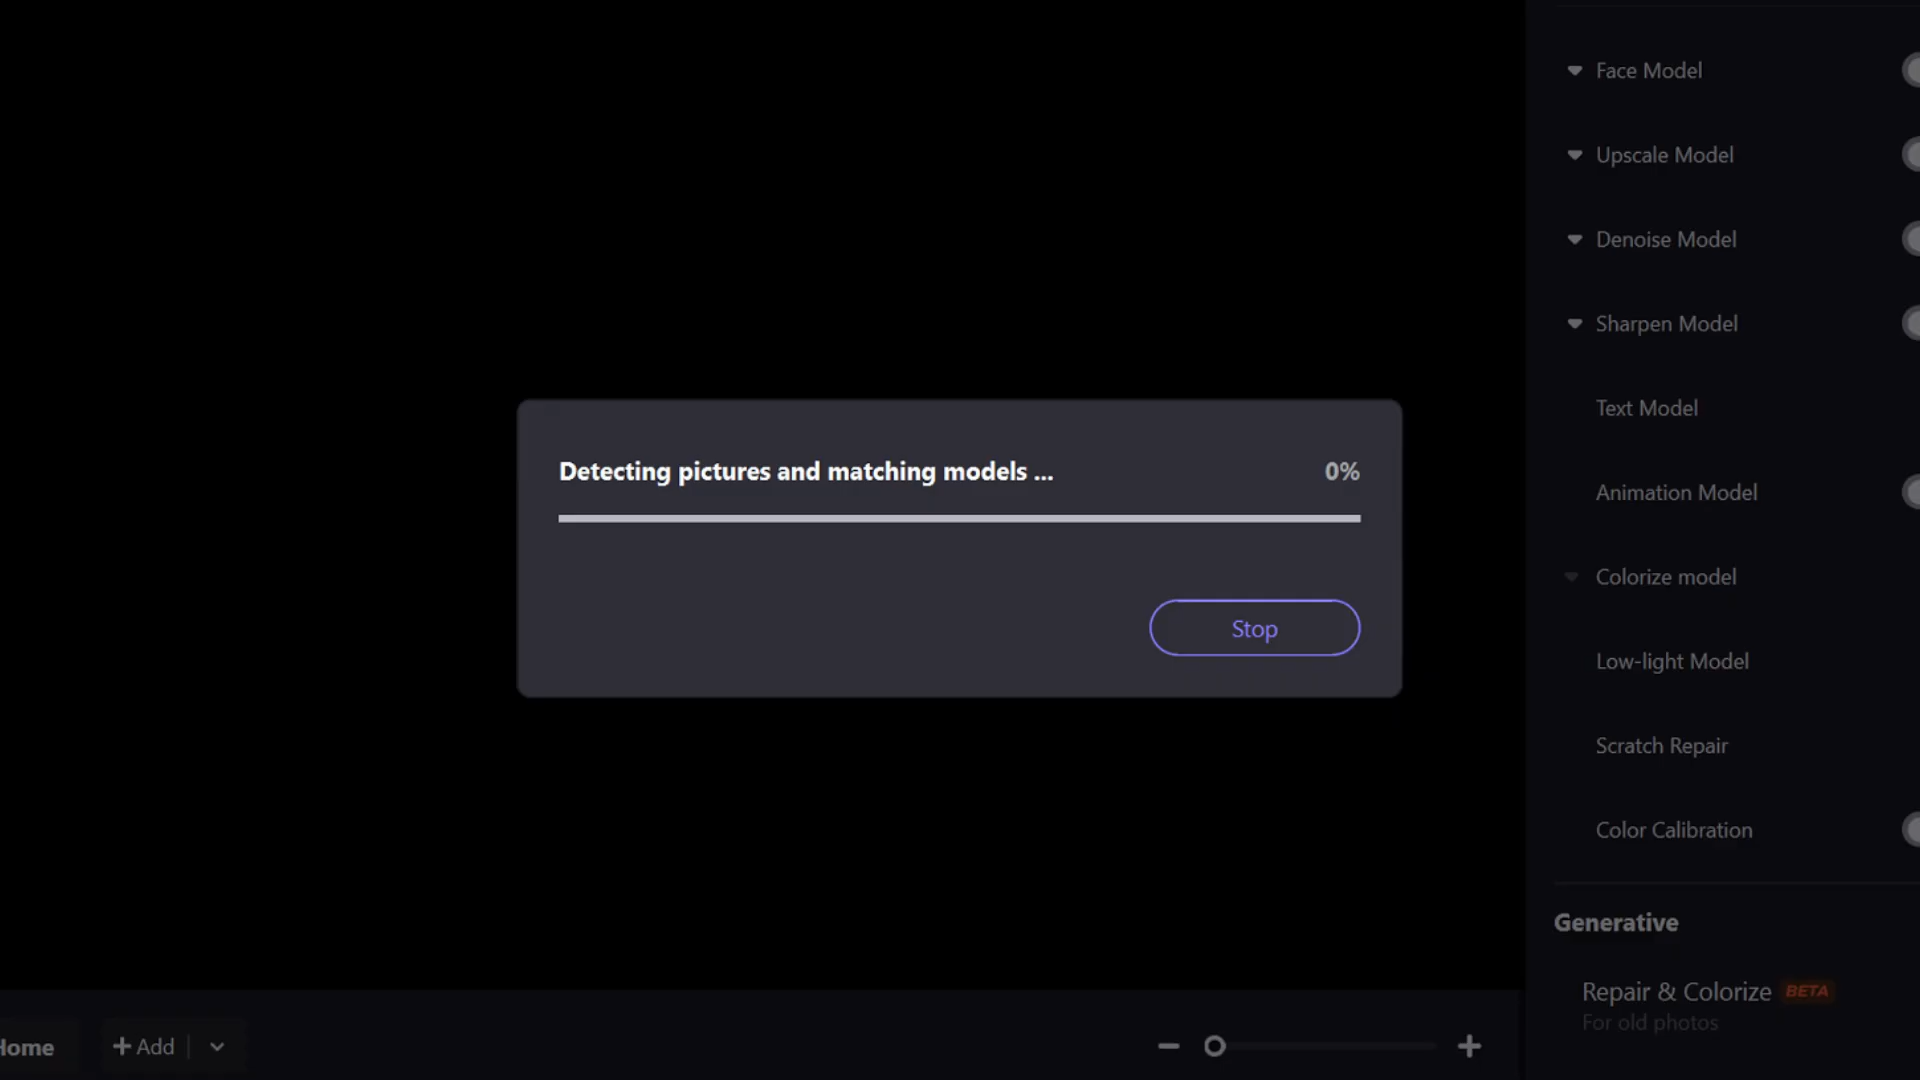 Face Model
Upscale Model
Denoise Model
Sharpen Model
Text Model
Animation Model
Colorize model
Low-light Model
Scratch Repair
Color Calibration
Generative
Repair & Colorize BETA
For old photos
Detecting pictures and matching models ... 0%
Stop
Home
+ Add